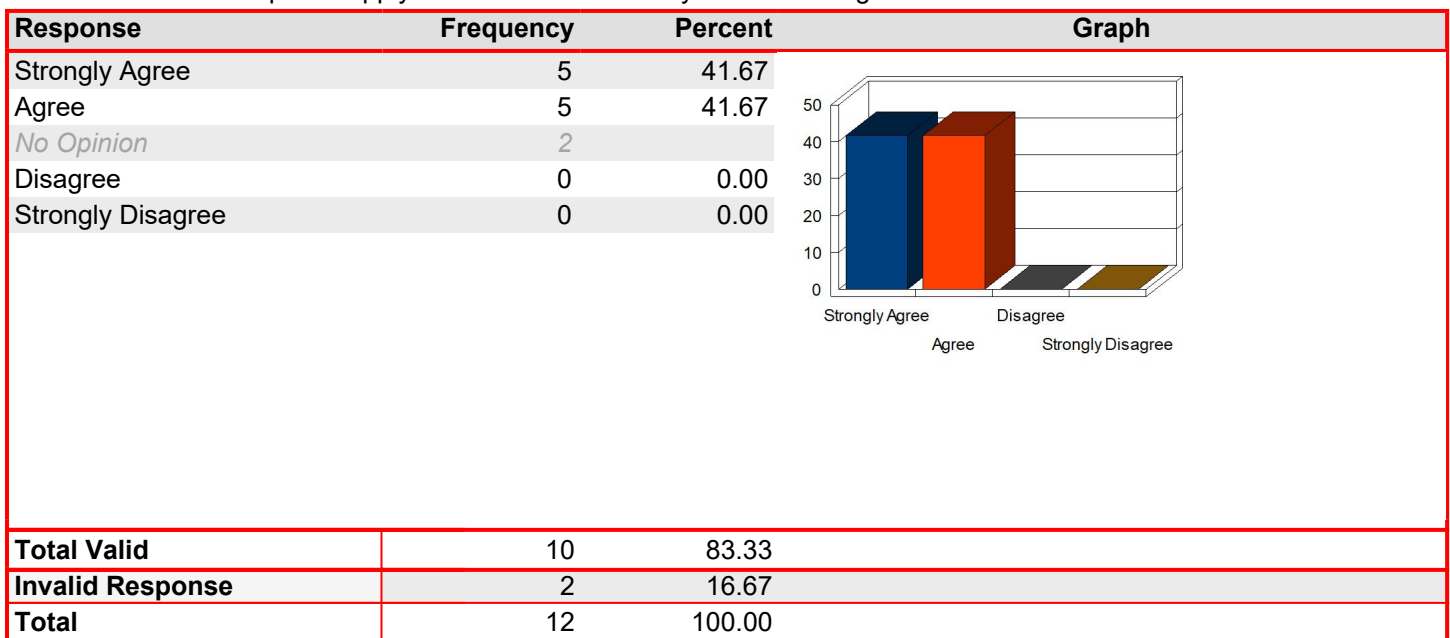 Response Frequency Percent Graph
Strongly Agree 5 41.67
Agree 5 41.67
No Opinion 2
Disagree 0 0.00
Strongly Disagree 0 0.00
50
40
30
20
10
0
Strongly Agree Disagree
Agree Strongly Disagree
Total Valid 10 83.33
Invalid Response 2 16.67
Total 12 100.00